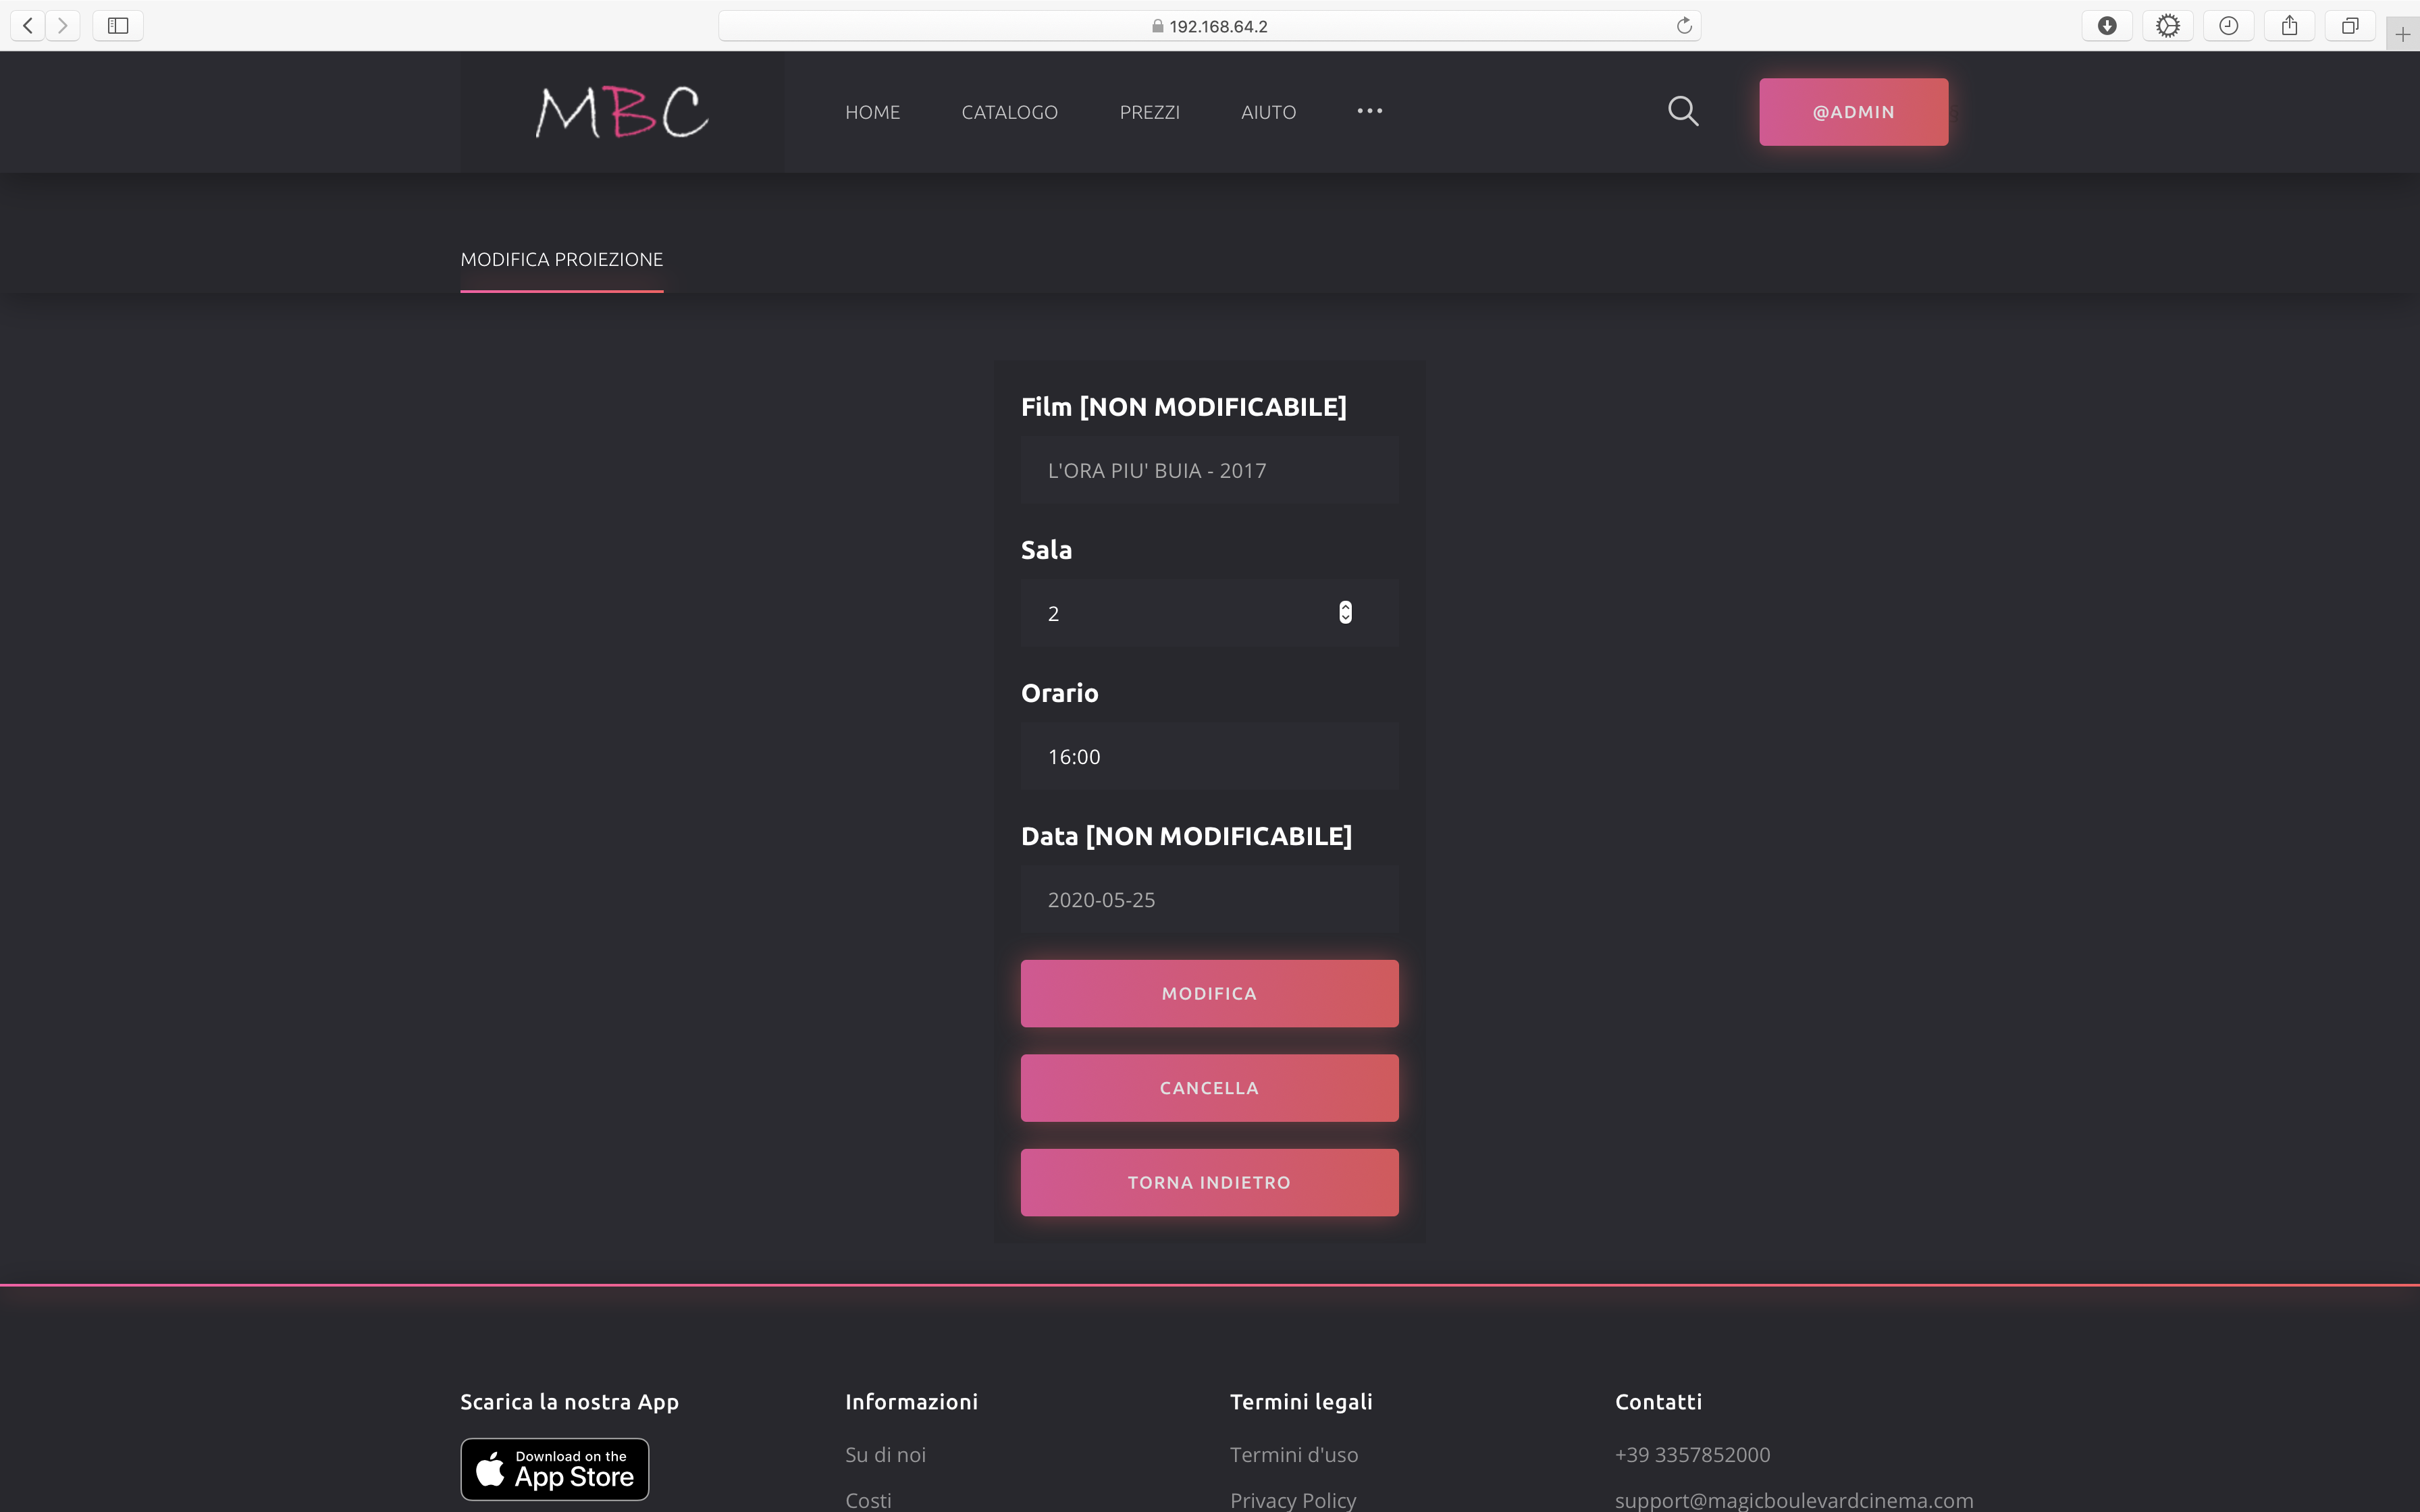 192.168.64.2
MBC
HOME
CATALOGO
PREZZI
AIUTO
@ADMIN
MODIFICA PROIEZIONE
Film [NON MODIFICABILE]
L'ORA PIU' BUIA - 2017
Sala
2
Orario
16:00
Data [NON MODIFICABILE]
2020-05-25
MODIFICA
CANCELLA
TORNA INDIETRO
Scarica la nostra App
Download on the
App Store
Informazioni
Su di noi
Costi
Termini legali
Termini d'uso
Privacy Policy
Contatti
+39 3357852000
support@magicboulevardcinema.com